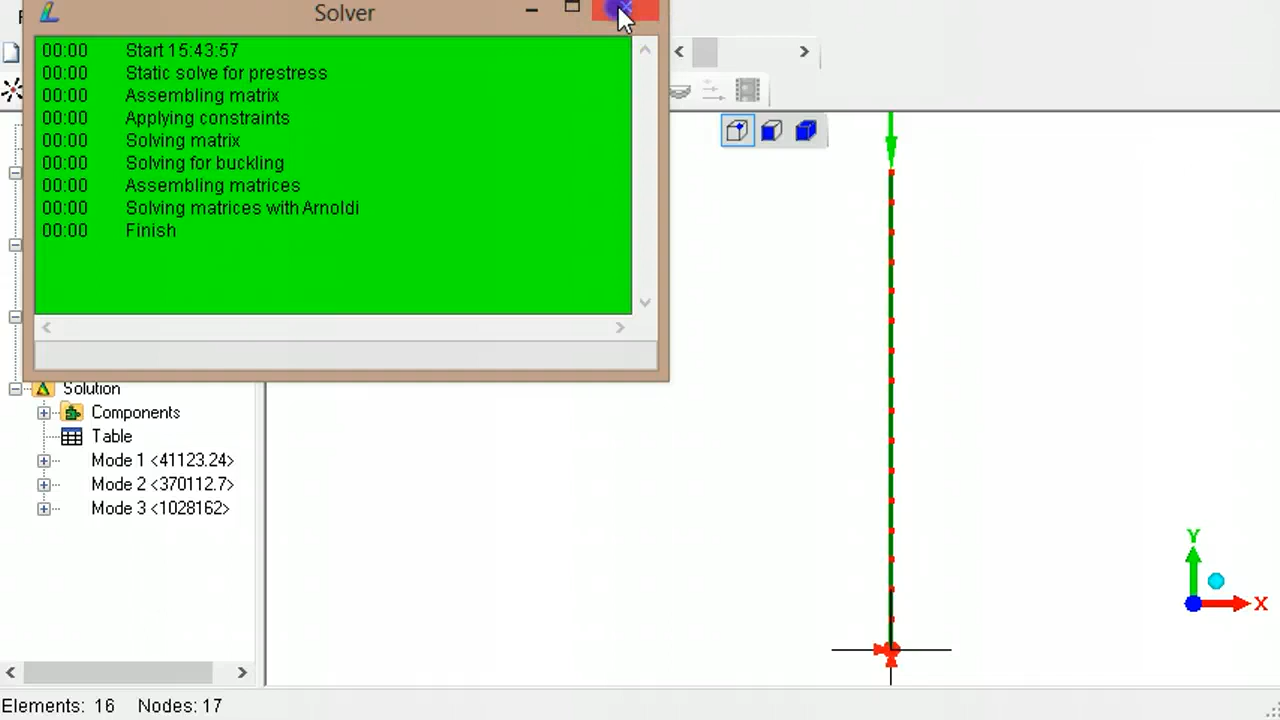 Solver
00:00 Start 15:43:57
00:00 Static solve for prestress
00:00 Assembling matrix
00:00 Applying constraints
00:00 Solving matrix
00:00 Solving for buckling
00:00 Assembling matrices
00:00 Solving matrices with Arnoldi
00:00 Finish
Solution
Components
Table
Mode 1 <41123.24>
Mode 2 <370112.7>
Mode 3 <1028162>
Y
X
Elements: 16 Nodes: 17